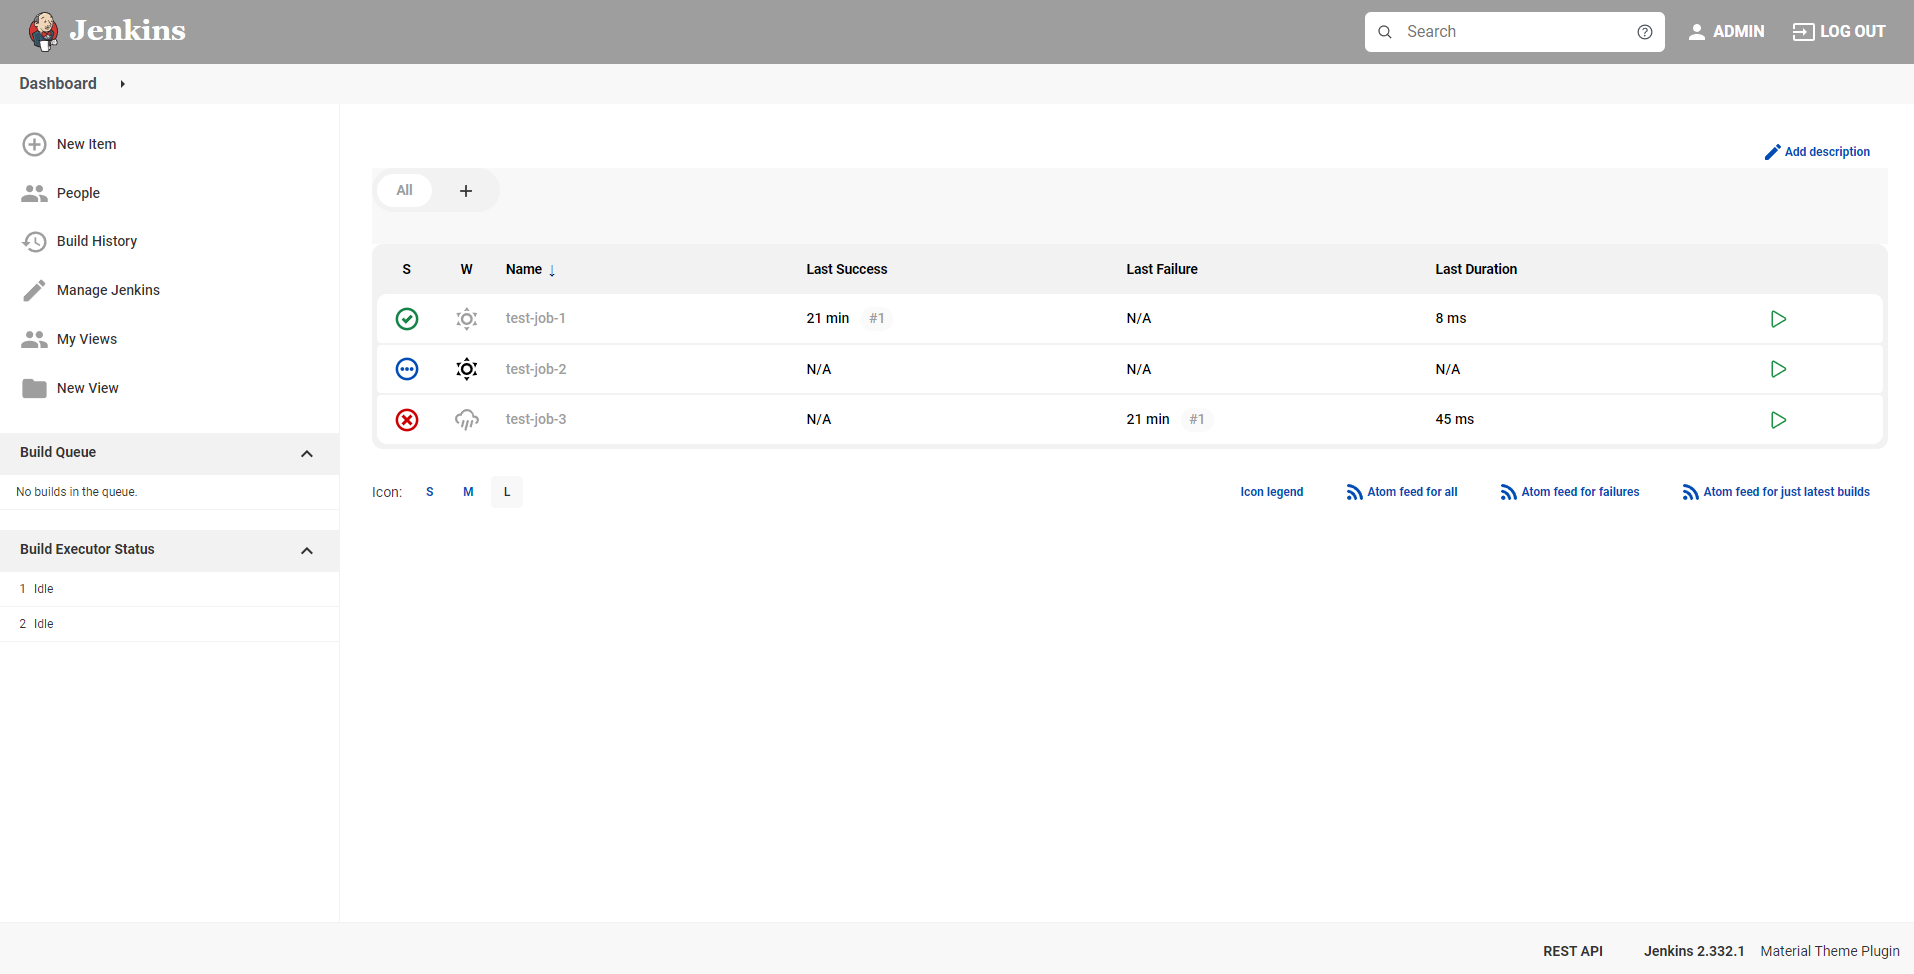 Jenkins
Search
ADMIN
LOG OUT
Dashboard
New Item
People
Build History
Manage Jenkins
My Views
New View
Build Queue
No builds in the queue.
Build Executor Status
1 Idle
2 Idle
Add description
All +
S W Name ↓ Last Success Last Failure Last Duration
test-job-1 21 min #1 N/A 8 ms
test-job-2 N/A N/A N/A
test-job-3 N/A 21 min #1 45 ms
Icon: S M L
Icon legend Atom feed for all Atom feed for failures Atom feed for just latest builds
REST API Jenkins 2.332.1 Material Theme Plugin